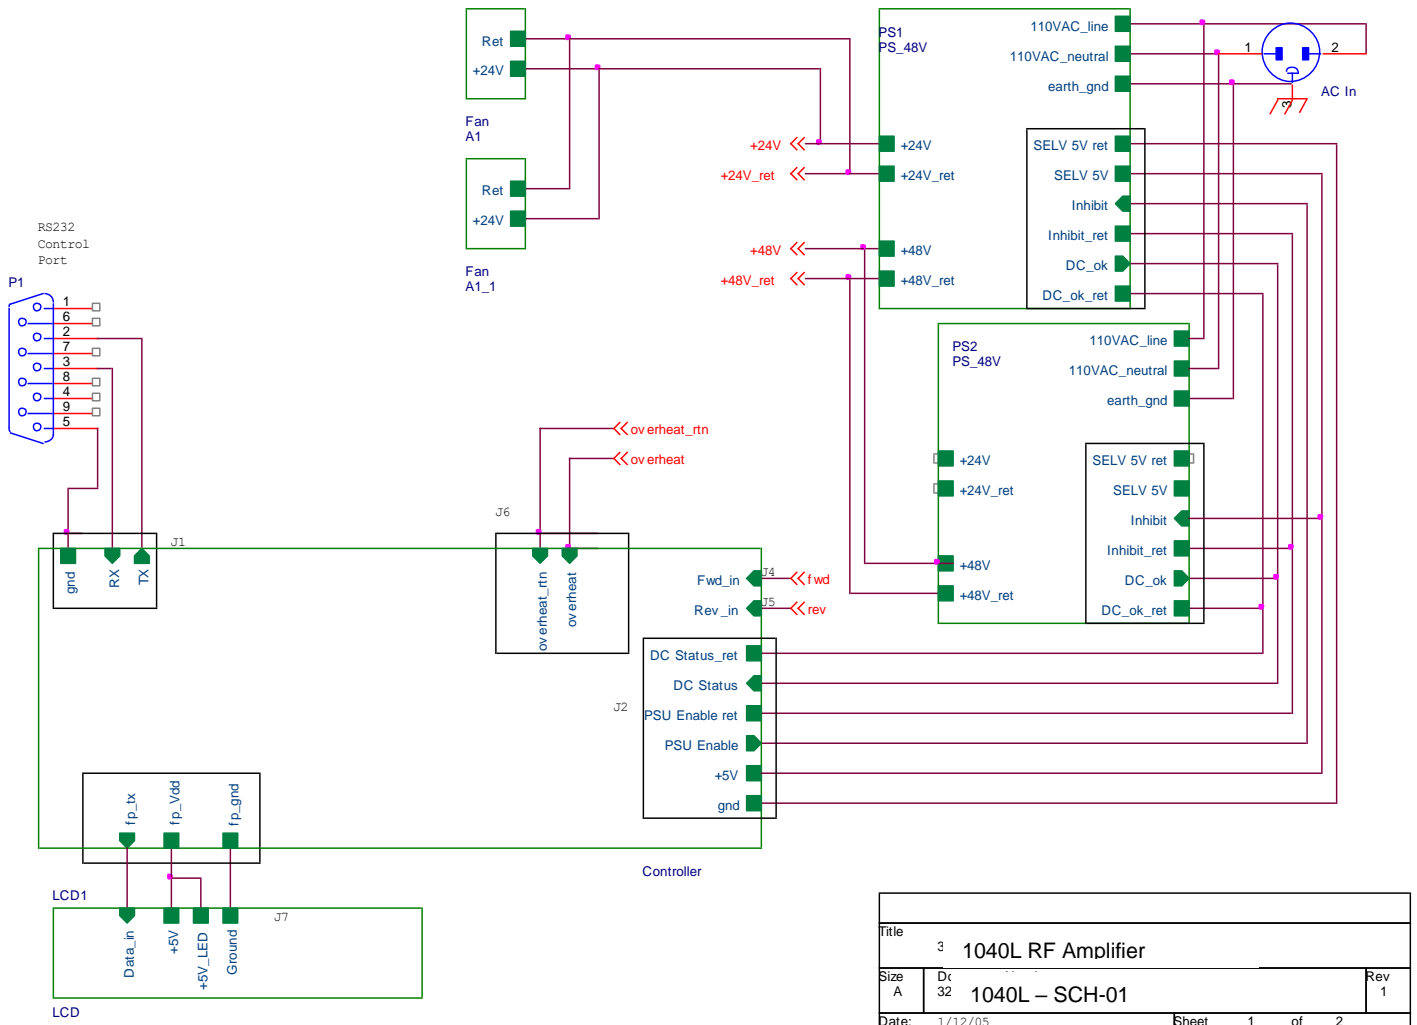 Ret
+24V
Fan
A1
Ret
+24V
Fan
A1_1
PS1
PS_48V
110VAC_line
110VAC_neutral
earth_gnd
1
2
3
AC In
+24V
+24V_ret
+48V
+48V_ret
+24V
+24V_ret
+48V
+48V_ret
SELV 5V ret
SELV 5V
Inhibit
Inhibit_ret
DC_ok
DC_ok_ret
PS2
PS_48V
110VAC_line
110VAC_neutral
earth_gnd
+24V
+24V_ret
+48V
+48V_ret
SELV 5V ret
SELV 5V
Inhibit
Inhibit_ret
DC_ok
DC_ok_ret
RS232
Control
Port
P1
1
6
2
7
3
8
4
9
5
overheat_rtn
overheat
J1
gnd
RX
TX
J6
overheat_rtn
overheat
Fwd_in
J4
fwd
Rev_in
J5
rev
J2
DC Status_ret
DC Status
PSU Enable ret
PSU Enable
+5V
gnd
Controller
fp_tx
fp_Vdd
fp_gnd
LCD1
J7
Data_in
+5V
+5V_LED
Ground
LCD
Title
1040L RF Amplifier
Size
A
32
1040L – SCH-01
Rev
1
Date:
1/12/05
Sheet 1 of 2